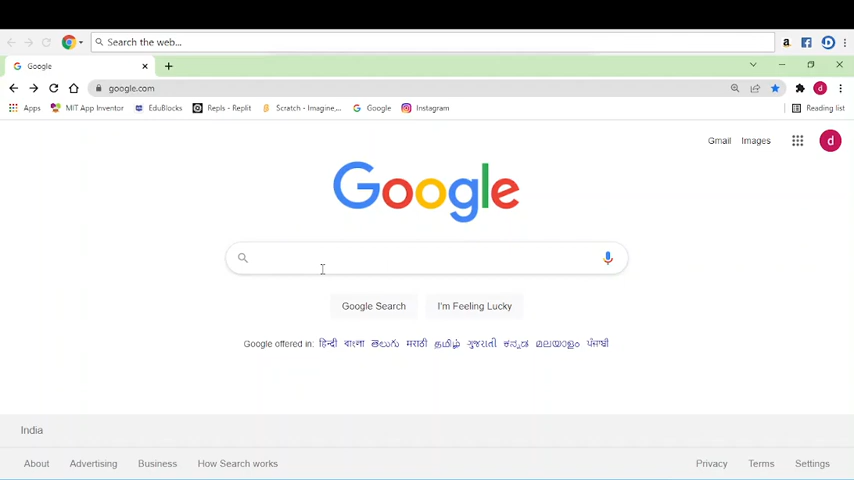 Search the web...
Google
google.com
Apps MIT App Inventor EduBlocks Repls - Replit Scratch - Imagine,... Google Instagram Reading list
Gmail Images d
Google
Google Search I'm Feeling Lucky
Google offered in: हिन्दी বাংলা తెలుగు मराठी தமிழ் ગુજરાતી ಕನ್ನಡ മലയാളം ਪੰਜਾਬੀ
India
About Advertising Business How Search works Privacy Terms Settings